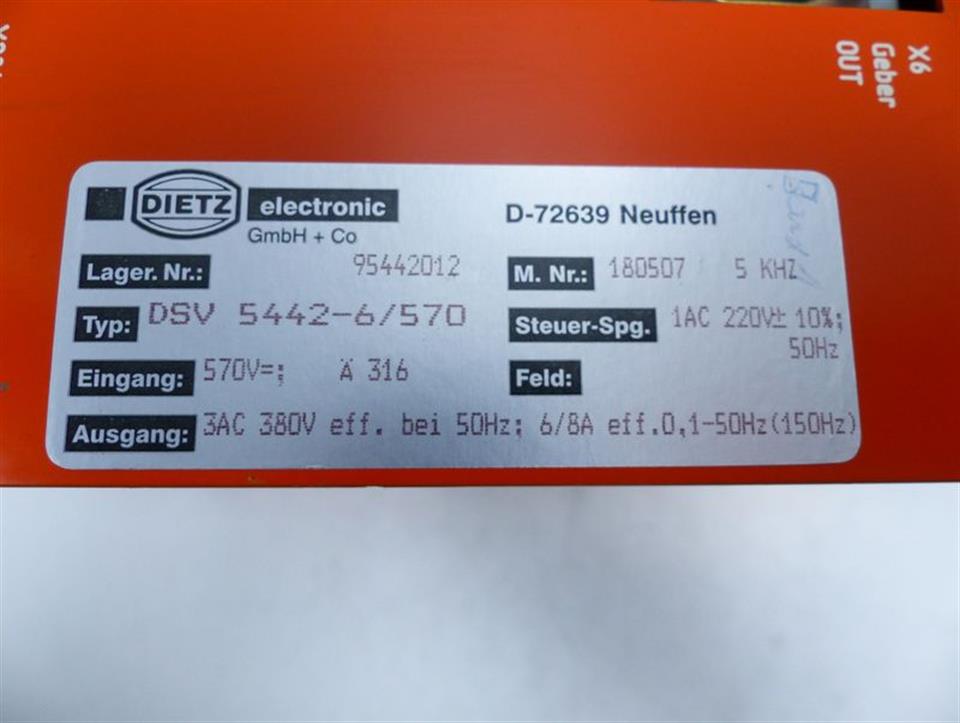 X6
Geber
OUT
DIETZ electronic
GmbH + Co
D-72639 Neuffen
Lager. Nr.: 95442012
M. Nr.: 180507 5 KHZ
Typ: DSV 5442-6/570
Steuer-Spg. 1AC 220V± 10%;
50Hz
Eingang: 570V=; Ä 316
Feld:
Ausgang: 3AC 380V eff. bei 50Hz; 6/8A eff.0,1-50Hz(150Hz)